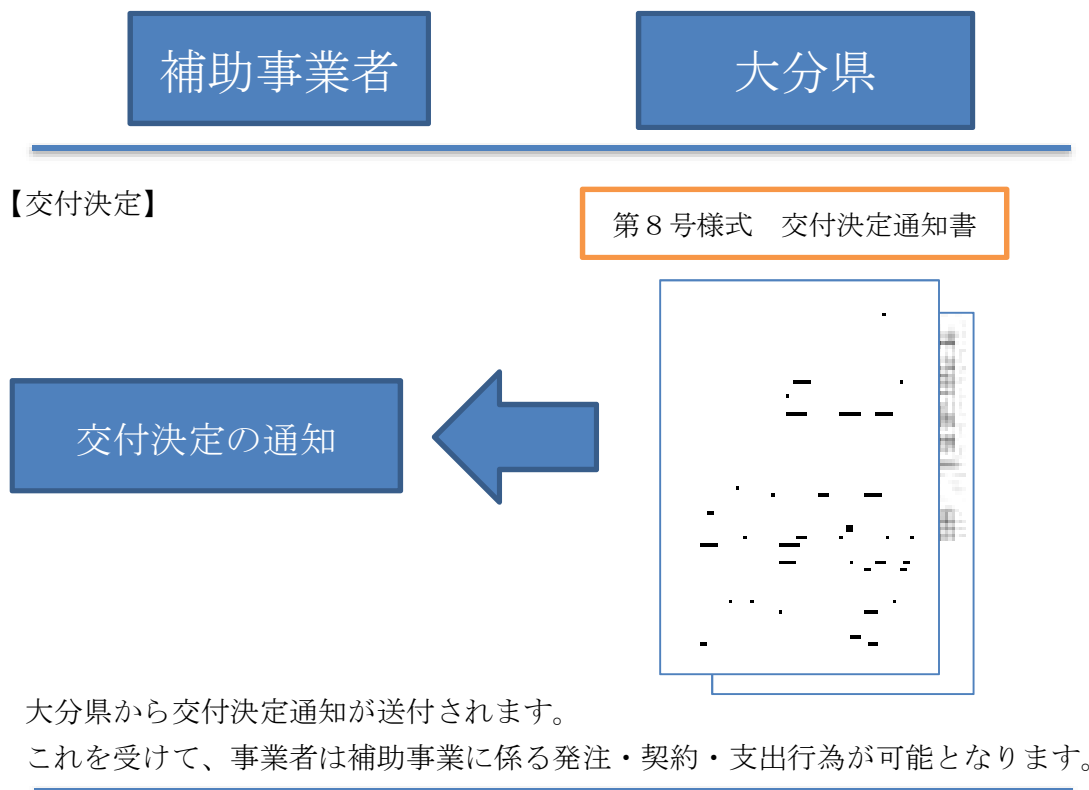 補助事業者
大分県
【交付決定】
第８号様式　交付決定通知書
交付決定の通知
大分県から交付決定通知が送付されます。
これを受けて、事業者は補助事業に係る発注・契約・支出行為が可能となります。